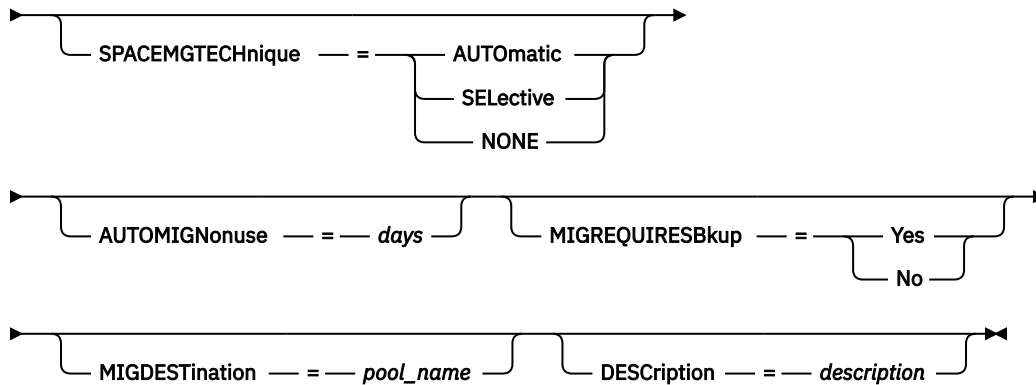 SPACEMGTECHnique = AUTOmatic
SELective
NONE
AUTOMIGNonuse = days MIGREQUIRESBkup = Yes
No
MIGDESTination = pool_name DESCription = description